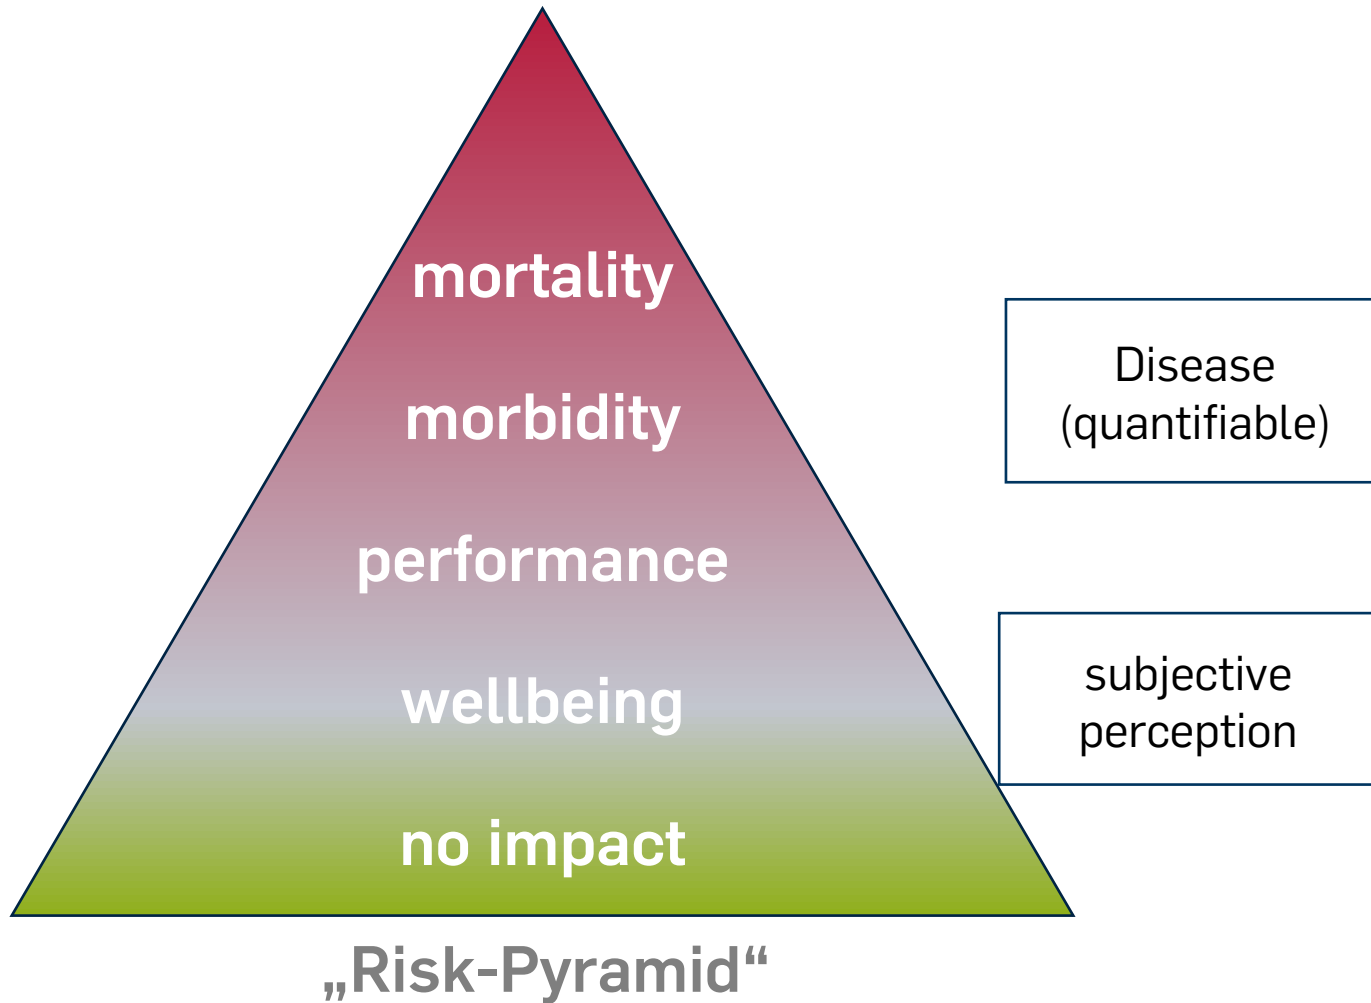 mortality
morbidity
performance
wellbeing
no impact
Disease
(quantifiable)
subjective
perception
„Risk-Pyramid“